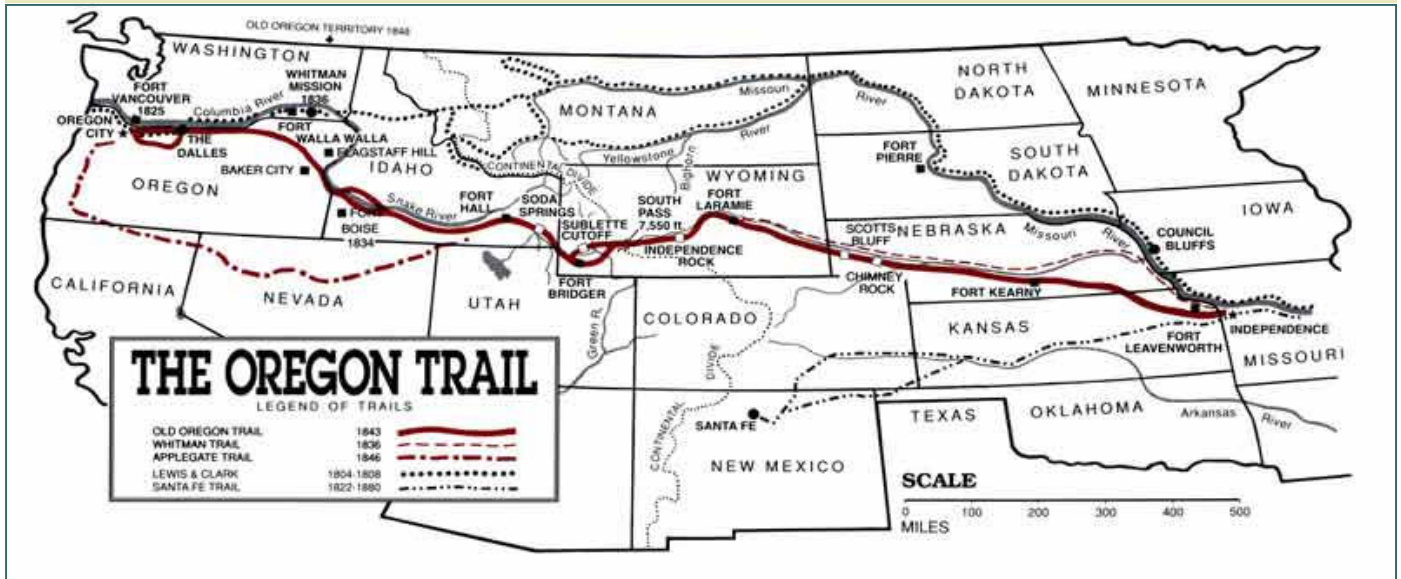 OLD OREGON TERRITORY 1848
WASHINGTON
FORT
VANCOUVER
1825
WHITMAN
MISSION
1836
Columbia River
OREGON
CITY
THE
DALLES
FORT
WALLA WALLA
FLAGSTAFF HILL
BAKER CITY
OREGON
IDAHO
FORT
BOISE
1834
Snake River
FORT
HALL
SODA
SPRINGS
SUBLETTE
CUTOFF
FORT
BRIDGER
MONTANA
Missouri
River
Yellowstone
River
Bighorn
CONTINENTAL
DIVIDE
WYOMING
SOUTH
PASS
7,550 ft.
FORT
LARAMIE
INDEPENDENCE
ROCK
NORTH
DAKOTA
MINNESOTA
FORT
PIERRE
SOUTH
DAKOTA
IOWA
SCOTTS
BLUFF
NEBRASKA
Missouri
River
COUNCIL
BLUFFS
CHIMNEY
ROCK
FORT KEARNY
CALIFORNIA
NEVADA
UTAH
Green R.
COLORADO
DIVIDE
CONTINENTAL
KANSAS
FORT
LEAVENWORTH
INDEPENDENCE
MISSOURI
SANTA FE
NEW MEXICO
TEXAS
OKLAHOMA
Arkansas
River
THE OREGON TRAIL
LEGEND OF TRAILS
OLD OREGON TRAIL 1843
WHITMAN TRAIL 1836
APPLEGATE TRAIL 1846
LEWIS & CLARK 1804-1808
SANTA FE TRAIL 1822-1880
SCALE
0 100 200 300 400 500
MILES